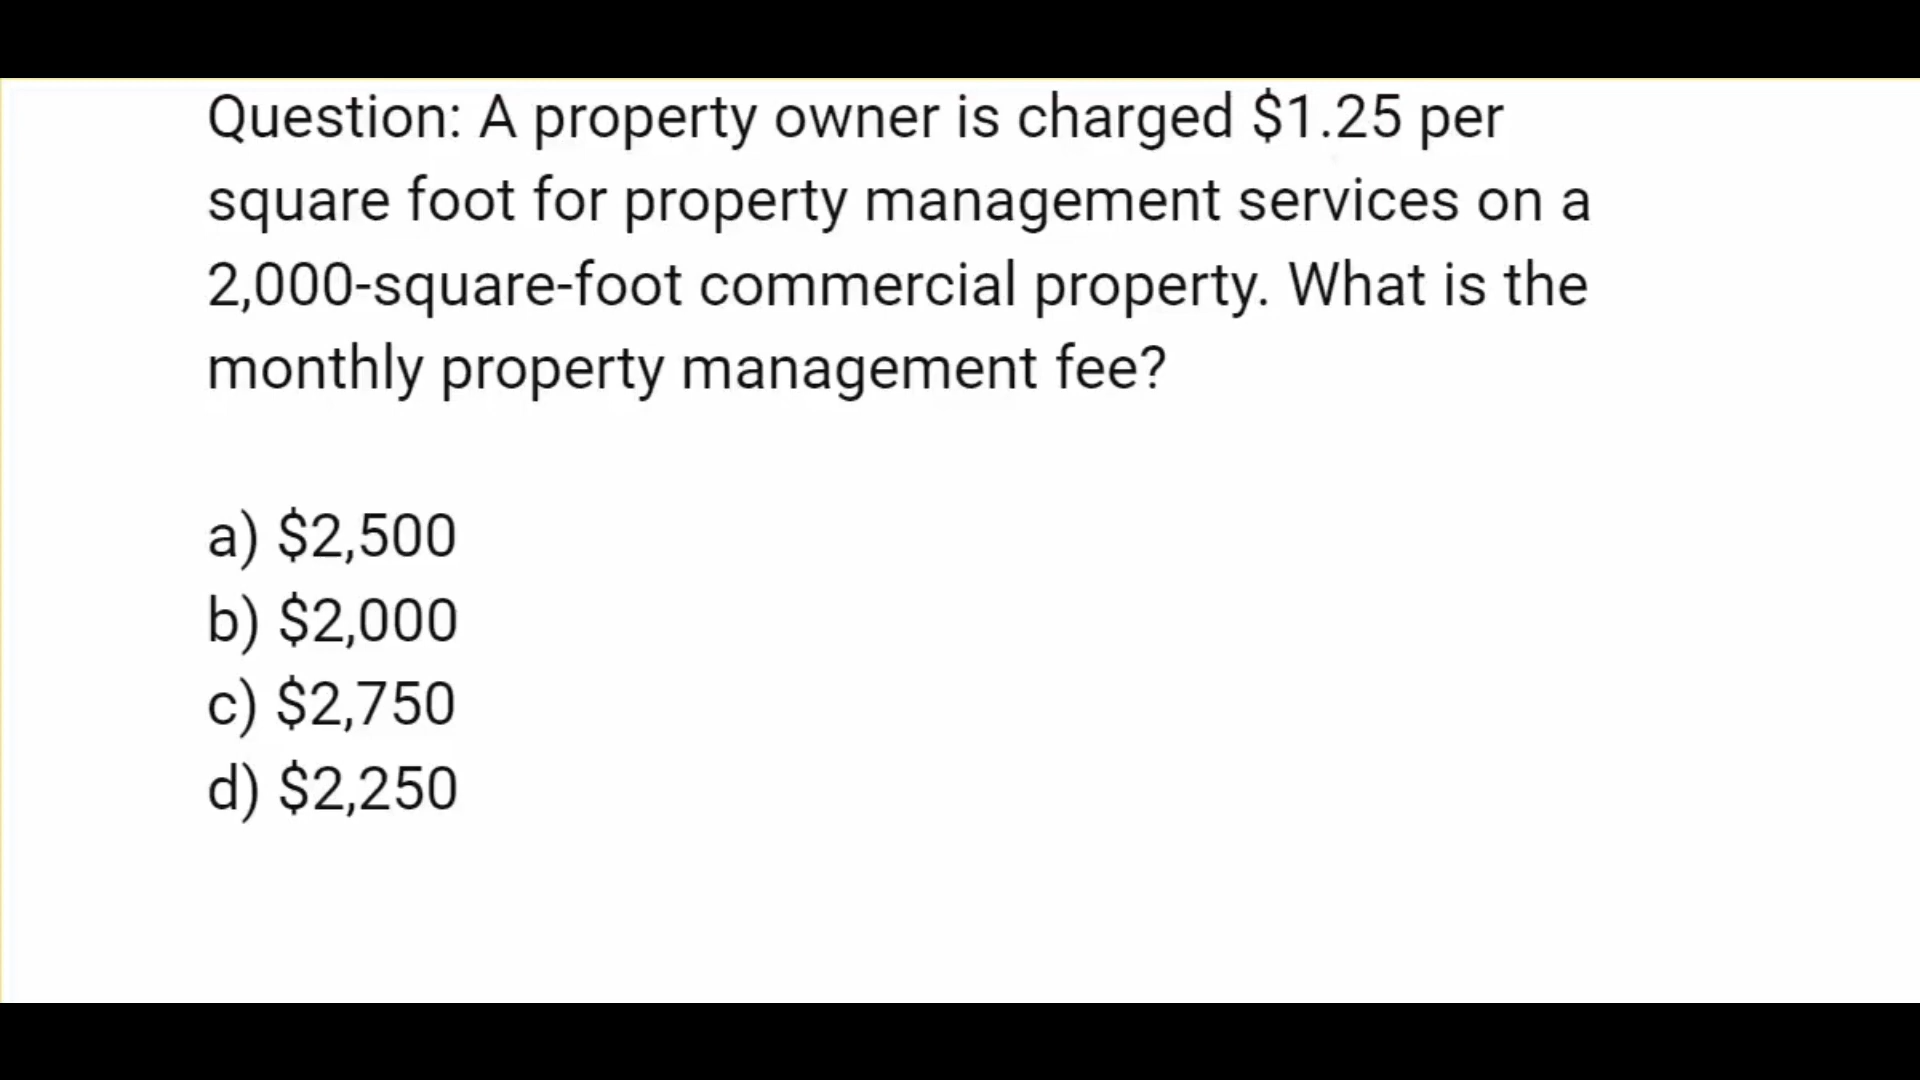 Question: A property owner is charged $1.25 per
square foot for property management services on a
2,000-square-foot commercial property. What is the
monthly property management fee?
a) $2,500
b) $2,000
c) $2,750
d) $2,250